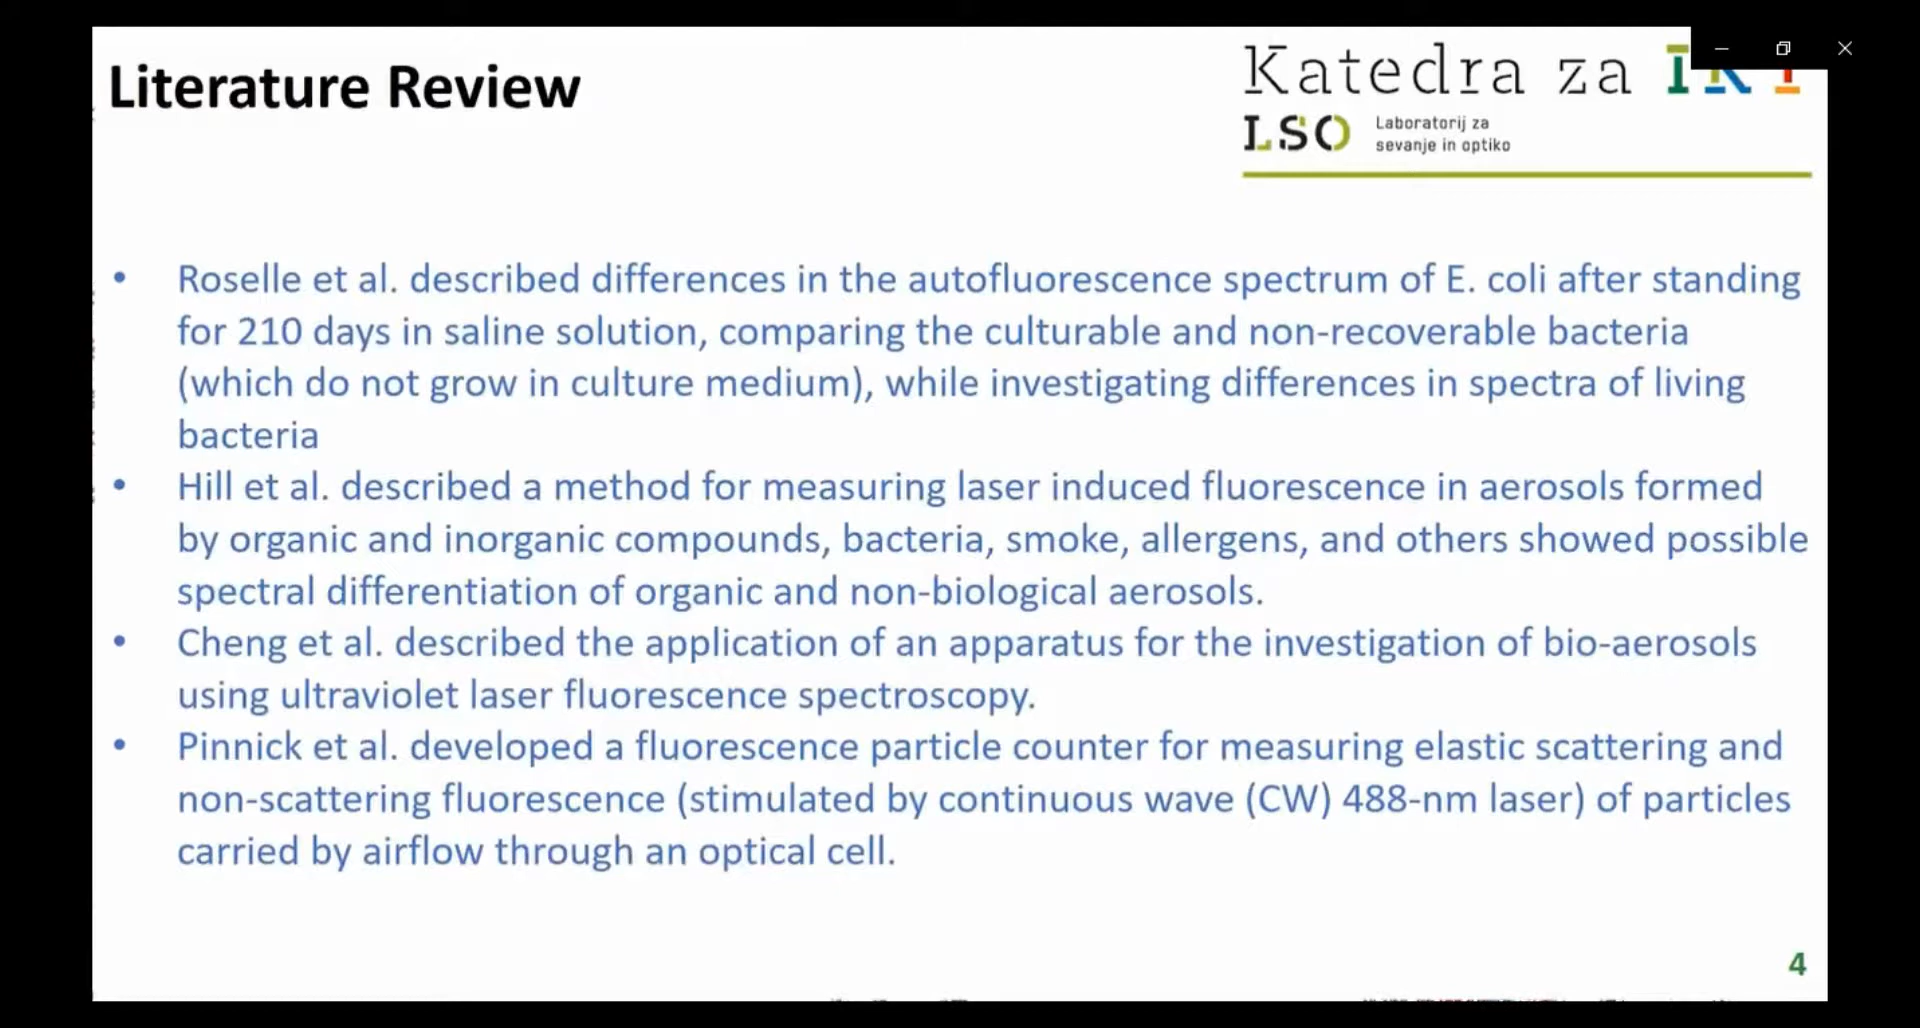 Literature Review
Katedra za IKT
LSO
Laboratorij za
sevanje in optiko
• Roselle et al. described differences in the autofluorescence spectrum of E. coli after standing
for 210 days in saline solution, comparing the culturable and non-recoverable bacteria
(which do not grow in culture medium), while investigating differences in spectra of living
bacteria
• Hill et al. described a method for measuring laser induced fluorescence in aerosols formed
by organic and inorganic compounds, bacteria, smoke, allergens, and others showed possible
spectral differentiation of organic and non-biological aerosols.
• Cheng et al. described the application of an apparatus for the investigation of bio-aerosols
using ultraviolet laser fluorescence spectroscopy.
• Pinnick et al. developed a fluorescence particle counter for measuring elastic scattering and
non-scattering fluorescence (stimulated by continuous wave (CW) 488-nm laser) of particles
carried by airflow through an optical cell.
4